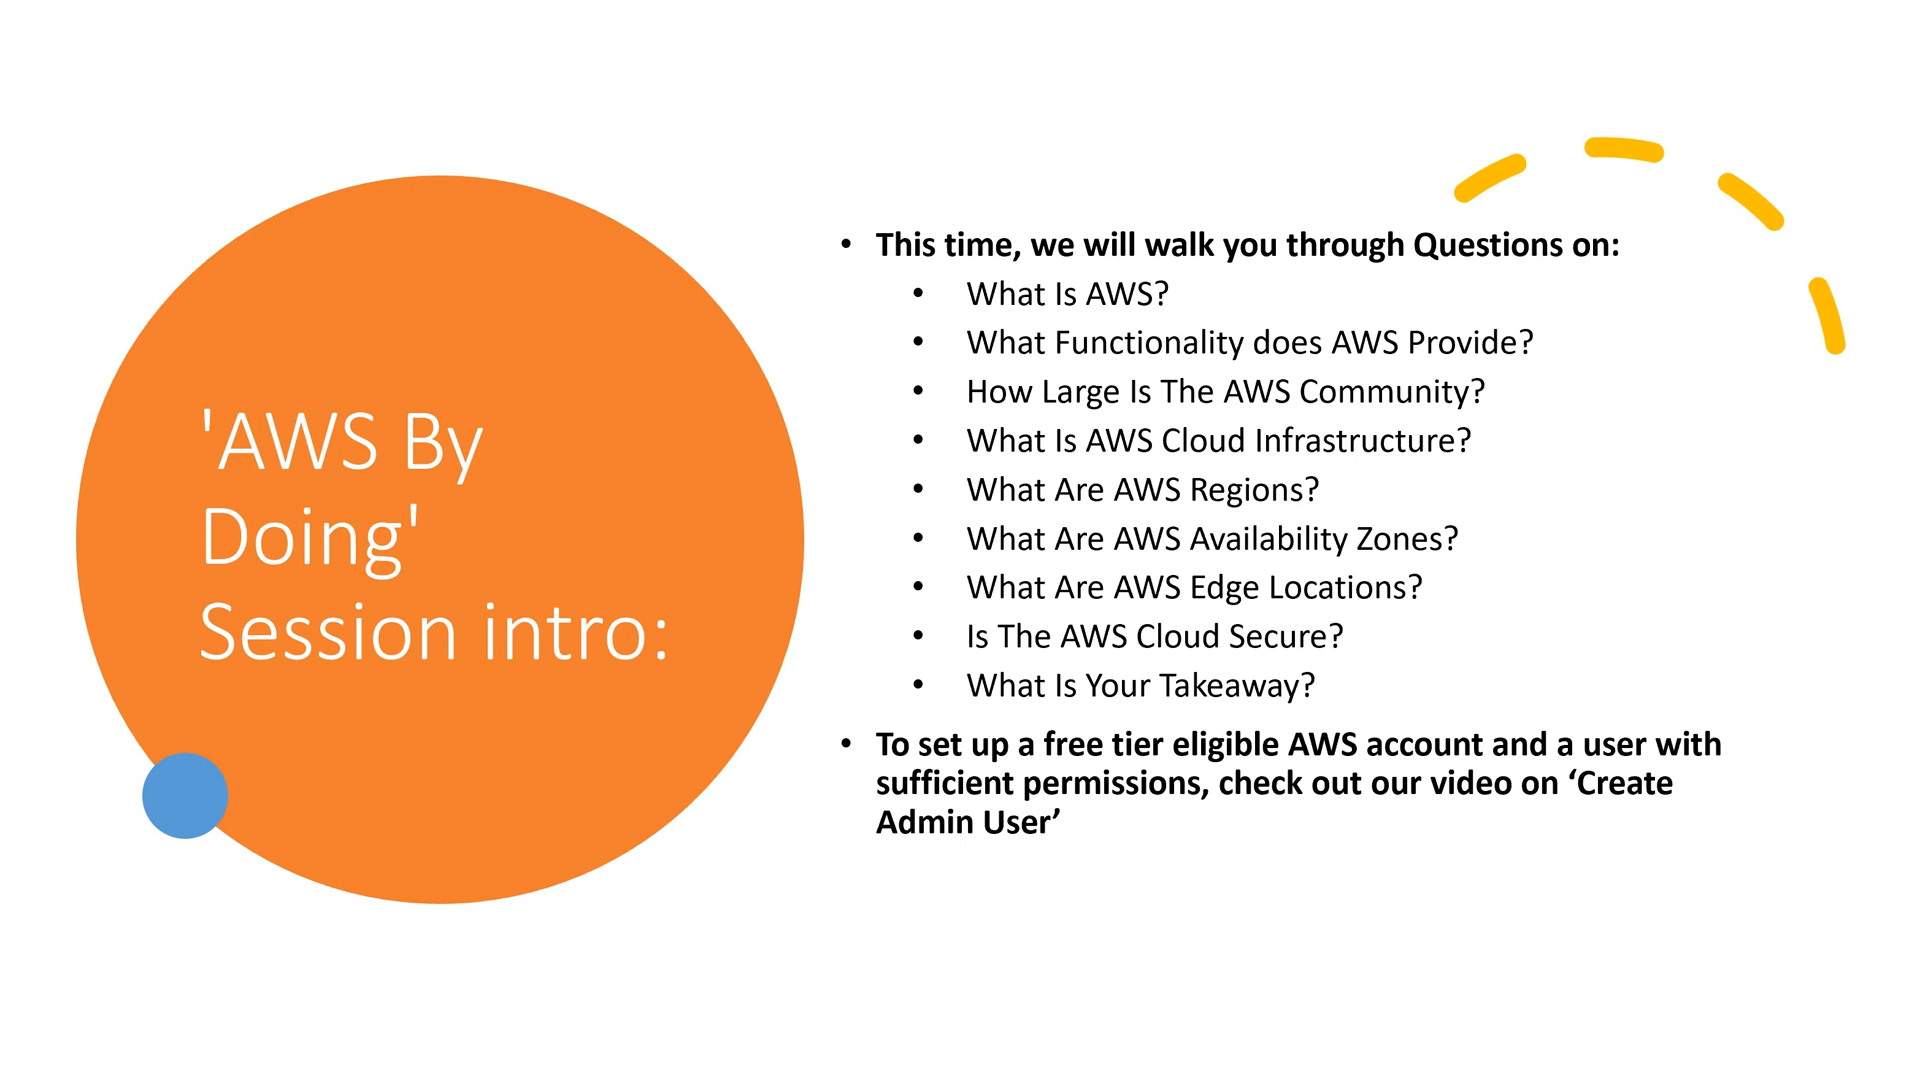 'AWS By
Doing'
Session intro:
• This time, we will walk you through Questions on:
• What Is AWS?
• What Functionality does AWS Provide?
• How Large Is The AWS Community?
• What Is AWS Cloud Infrastructure?
• What Are AWS Regions?
• What Are AWS Availability Zones?
• What Are AWS Edge Locations?
• Is The AWS Cloud Secure?
• What Is Your Takeaway?
• To set up a free tier eligible AWS account and a user with
sufficient permissions, check out our video on ‘Create
Admin User’